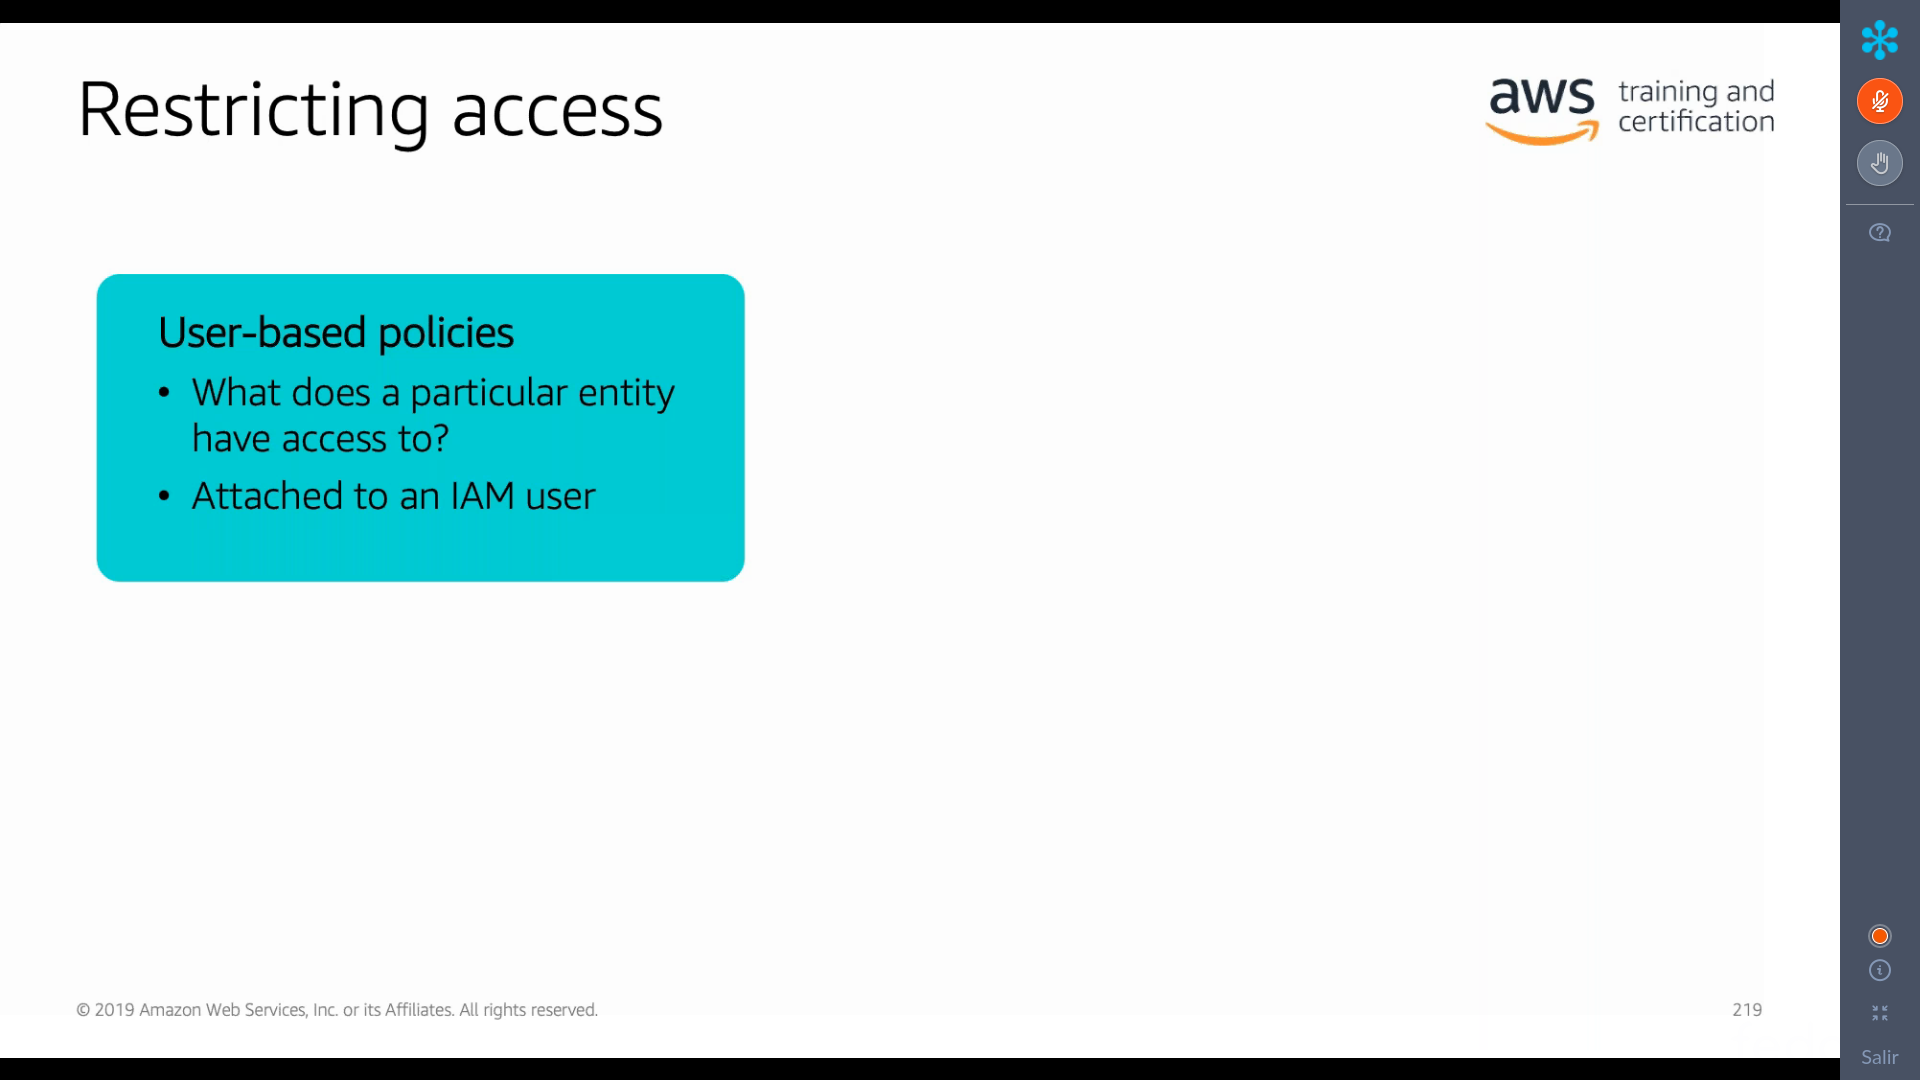 Restricting access
aws training and
certification
User-based policies
• What does a particular entity
have access to?
• Attached to an IAM user
© 2019 Amazon Web Services, Inc. or its Affiliates. All rights reserved.
219
Salir